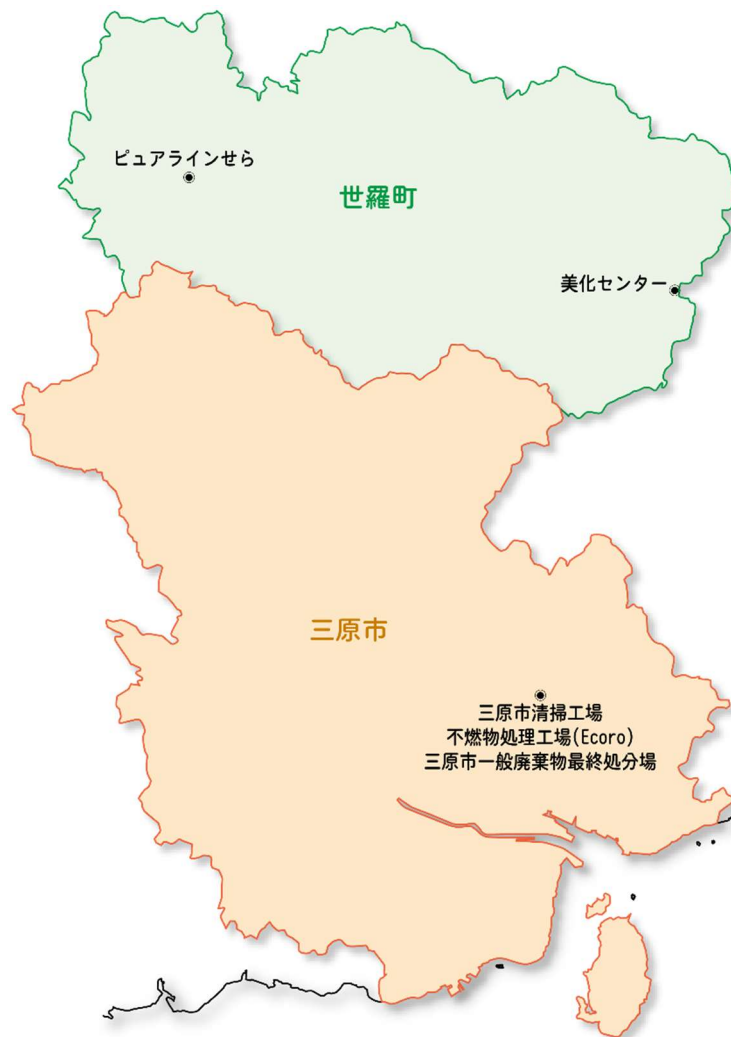 ピュアラインせら
世羅町
美化センター
三原市
三原市清掃工場
不燃物処理工場(Ecoro)
三原市一般廃棄物最終処分場